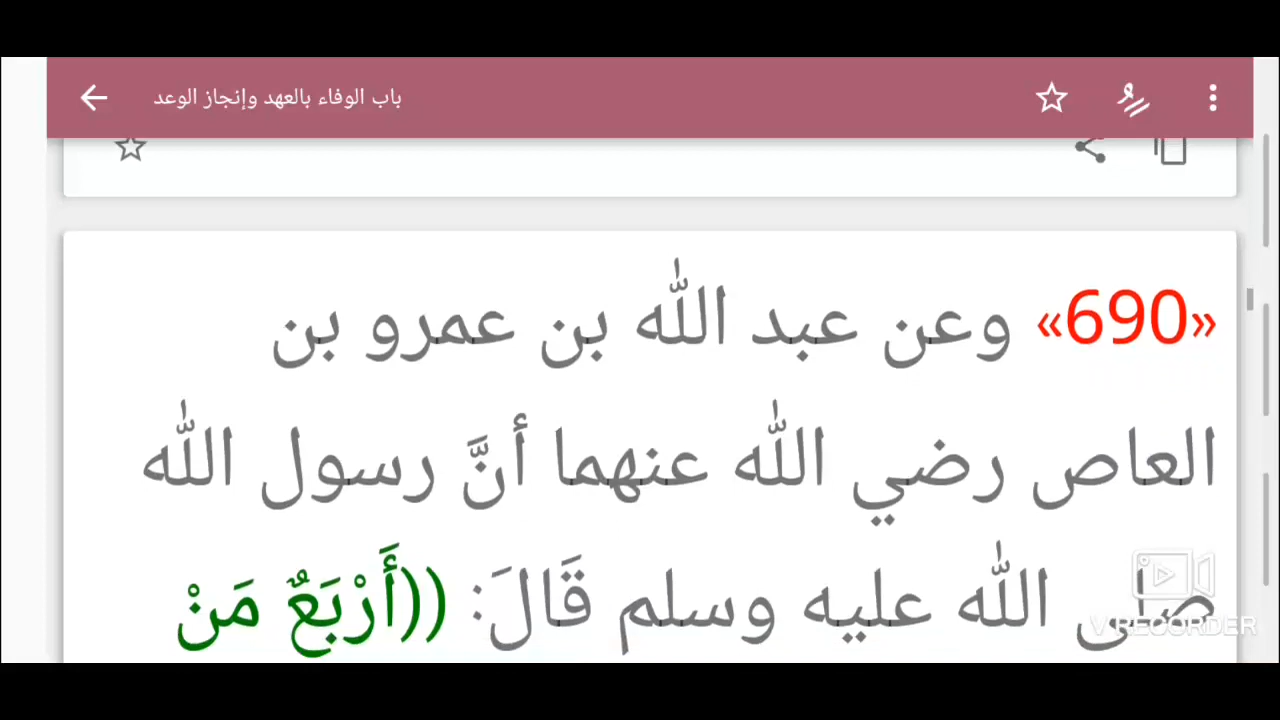 باب الوفاء بالعهد وإنجاز الوعد
«690» وعن عبد الله بن عمرو بن
العاص رضي الله عنهما أنَّ رسول الله
صلى الله عليه وسلم قَالَ: ((أَرْبَعٌ مَنْ
V RECORDER